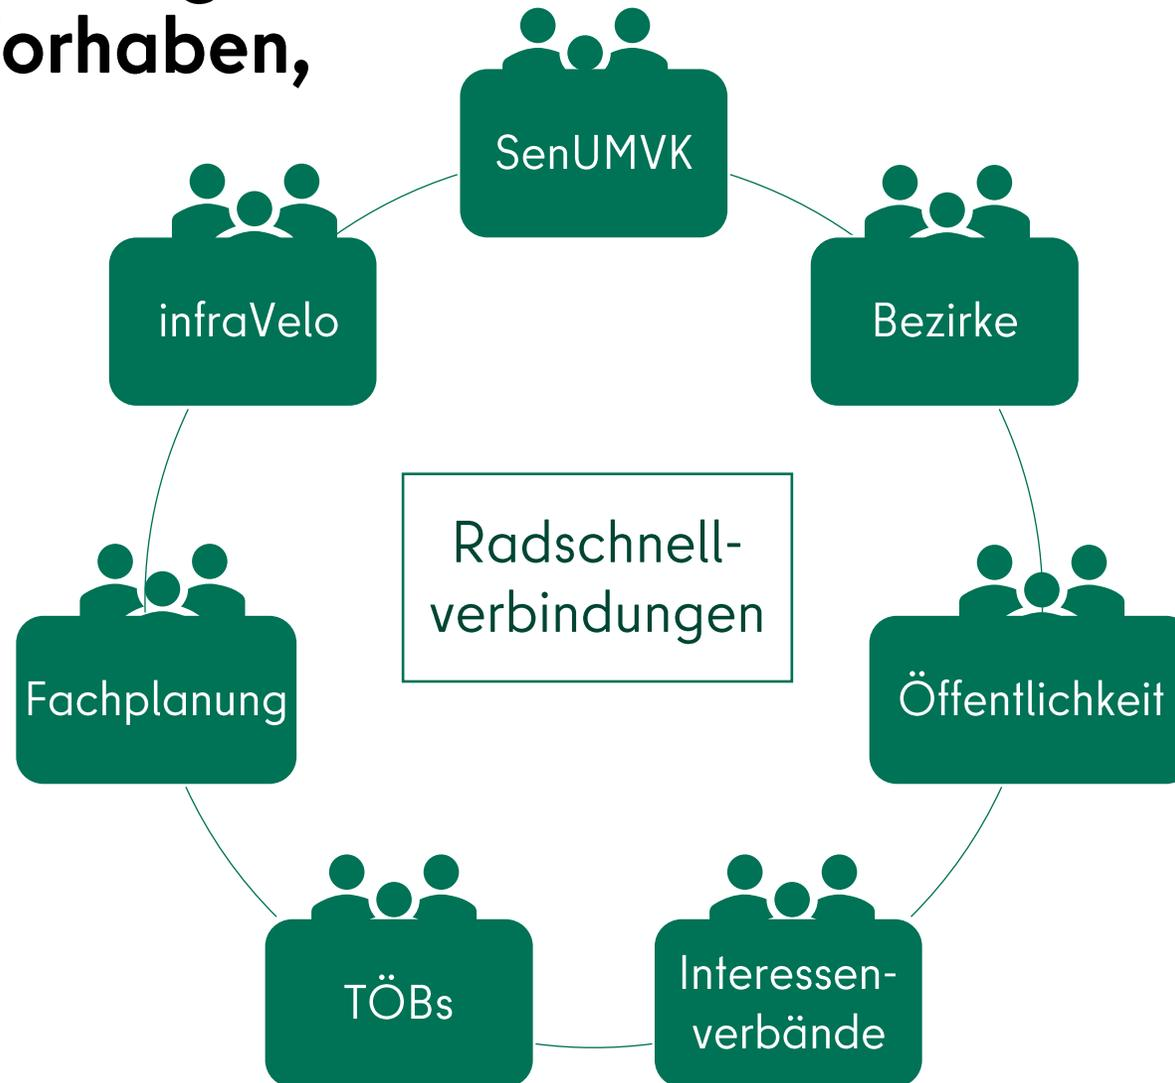 orhaben,
SenUMVK
infraVelo
Bezirke
Radschnell-
verbindungen
Fachplanung
Öffentlichkeit
TÖBs
Interessen-
verbände